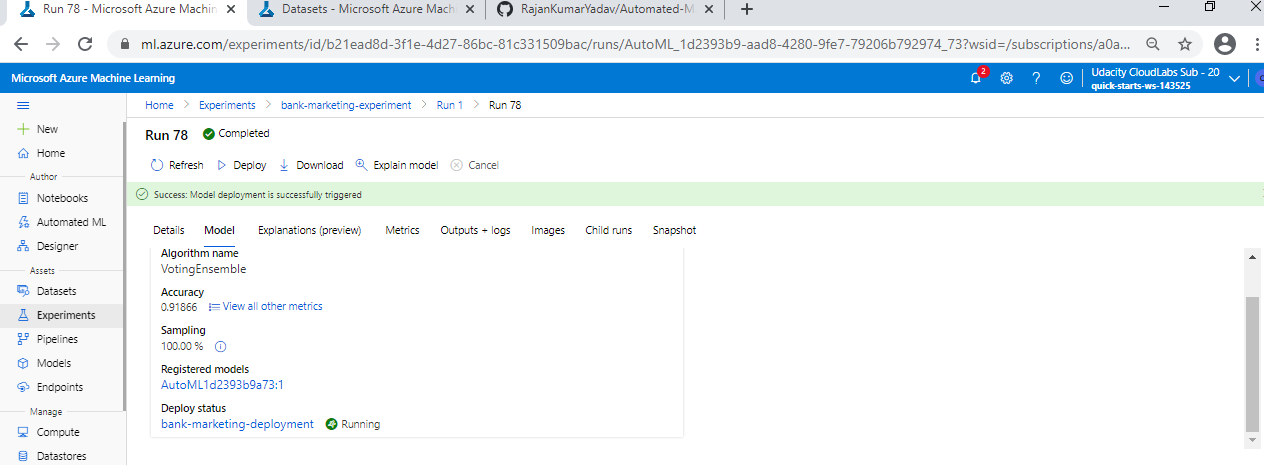 Run 78 - Microsoft Azure Machin
Datasets - Microsoft Azure Machin
RajanKumarYadav/Automated-M
ml.azure.com/experiments/id/b21ead8d-3f1e-4d27-86bc-81c331509bac/runs/AutoML_1d2393b9-aad8-4280-9fe7-79206b792974_73?wsid=/subscriptions/a0a...
Microsoft Azure Machine Learning
2
Udacity CloudLabs Sub - 20
quick-starts-ws-143525
Home > Experiments > bank-marketing-experiment > Run 1 > Run 78
New
Home
Author
Notebooks
Automated ML
Designer
Assets
Datasets
Experiments
Pipelines
Models
Endpoints
Manage
Compute
Datastores
Run 78 Completed
Refresh Deploy Download Explain model Cancel
Success: Model deployment is successfully triggered
Details Model Explanations (preview) Metrics Outputs + logs Images Child runs Snapshot
Algorithm name
VotingEnsemble
Accuracy
0.91866 View all other metrics
Sampling
100.00 %
Registered models
AutoML1d2393b9a73:1
Deploy status
bank-marketing-deployment Running